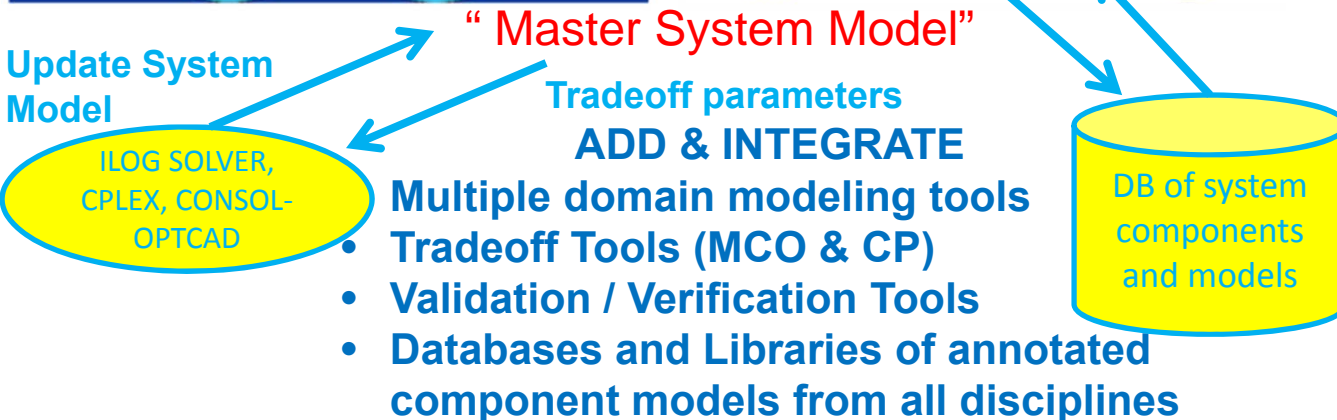 “ Master System Model”
Update System
Model
Tradeoff parameters
ADD & INTEGRATE
ILOG SOLVER,
CPLEX, CONSOL-
OPTCAD
Multiple domain modeling tools
• Tradeoff Tools (MCO & CP)
• Validation / Verification Tools
• Databases and Libraries of annotated
component models from all disciplines
DB of system
components
and models